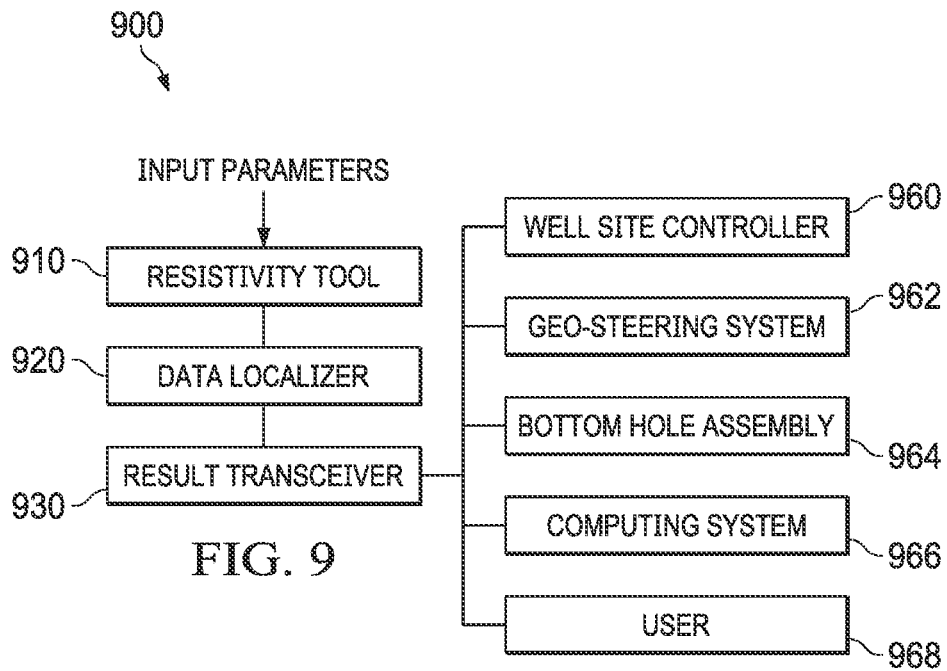 900
INPUT PARAMETERS
910
RESISTIVITY TOOL
920
DATA LOCALIZER
930
RESULT TRANSCEIVER
FIG. 9
WELL SITE CONTROLLER
960
GEO-STEERING SYSTEM
962
BOTTOM HOLE ASSEMBLY
964
COMPUTING SYSTEM
966
USER
968